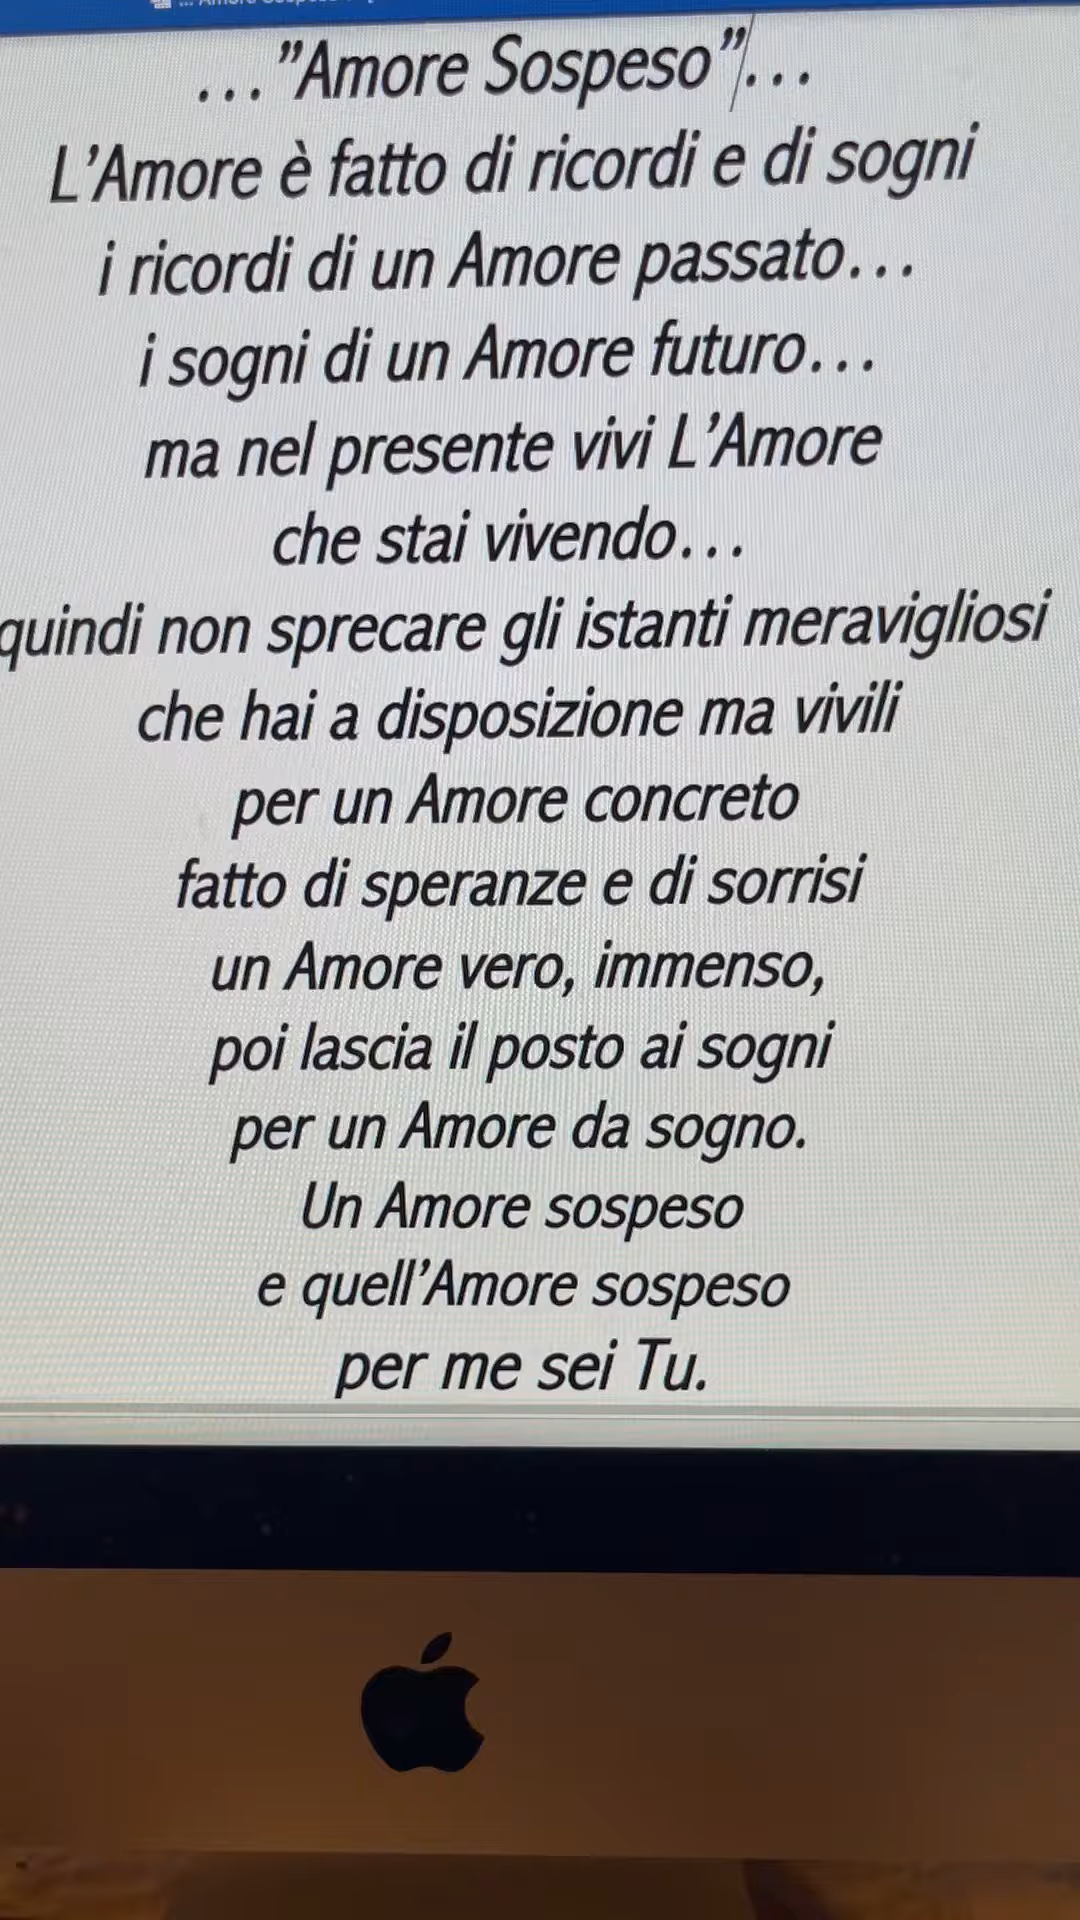 ..."Amore Sospeso"...
L'Amore è fatto di ricordi e di sogni
i ricordi di un Amore passato...
i sogni di un Amore futuro...
ma nel presente vivi L'Amore
che stai vivendo...
quindi non sprecare gli istanti meravigliosi
che hai a disposizione ma vivili
per un Amore concreto
fatto di speranze e di sorrisi
un Amore vero, immenso,
poi lascia il posto ai sogni
per un Amore da sogno.
Un Amore sospeso
e quell'Amore sospeso
per me sei Tu.